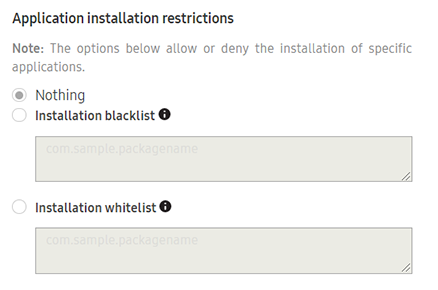 Application installation restrictions
Note: The options below allow or deny the installation of specific
applications.
Nothing
Installation blacklist
com.sample.packagename
Installation whitelist
com.sample.packagename